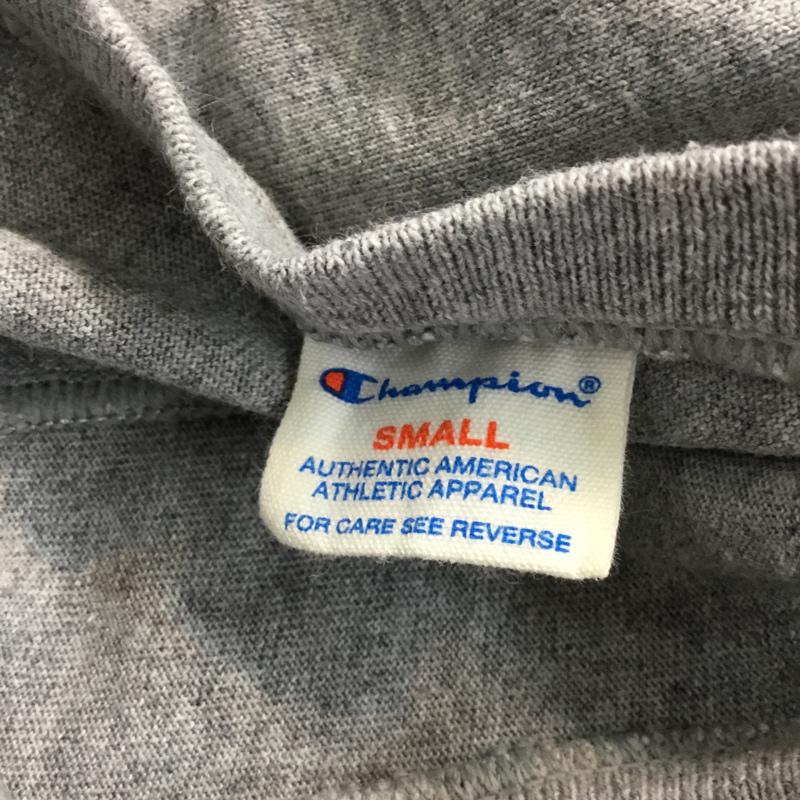 Champion®
SMALL
AUTHENTIC AMERICAN
ATHLETIC APPAREL
FOR CARE SEE REVERSE